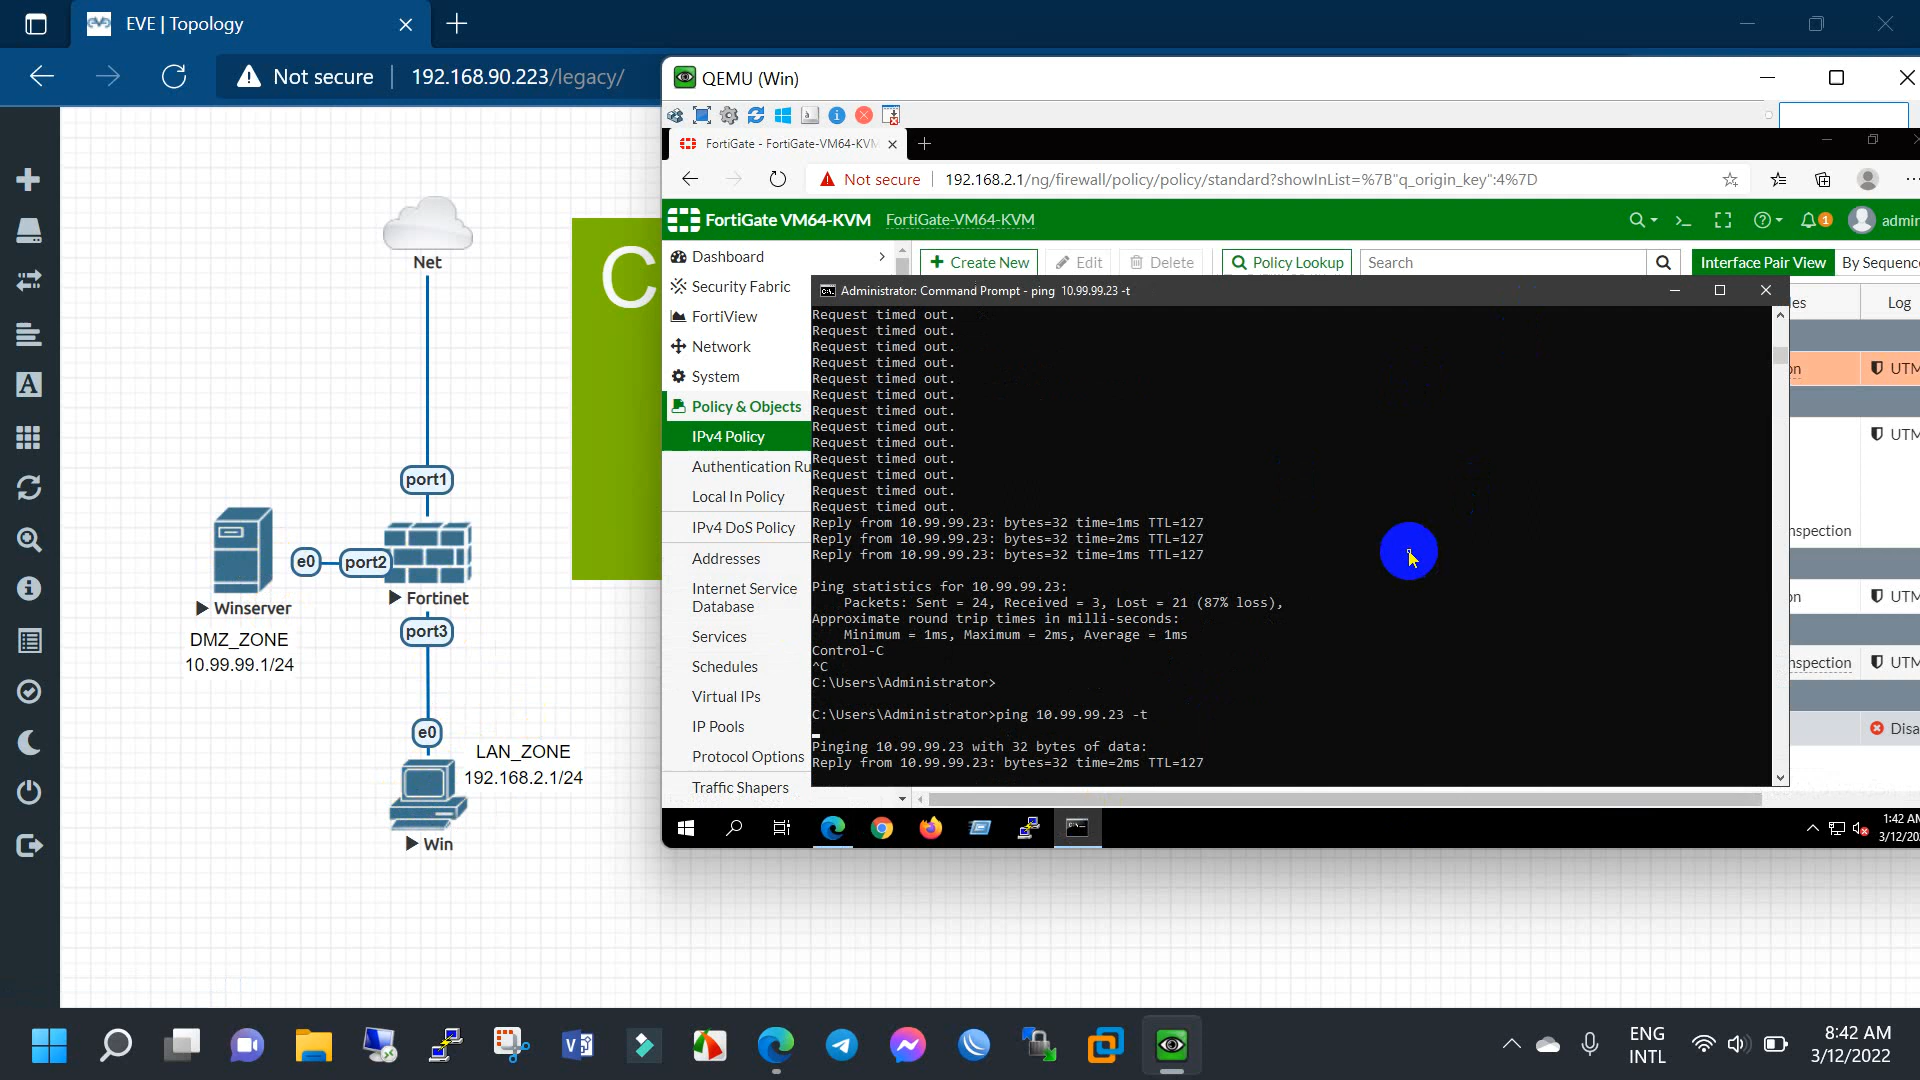 EVE | Topology
Not secure
192.168.90.223/legacy/
QEMU (Win)
FortiGate - FortiGate-VM64-KVM
Not secure
192.168.2.1/ng/firewall/policy/policy/standard?showInList=%7B"q_origin_key":4%7D
FortiGate VM64-KVM
FortiGate-VM64-KVM
1
admin
Dashboard
Security Fabric
FortiView
Network
System
Policy & Objects
IPv4 Policy
Authentication Ru
Local In Policy
IPv4 DoS Policy
Addresses
Internet Service
Database
Services
Schedules
Virtual IPs
IP Pools
Protocol Options
Traffic Shapers
Create New
Edit
Delete
Policy Lookup
Search
Interface Pair View
By Sequence
es
Log
on
UTM
UTM
nspection
on
UTM
nspection
UTM
Disa
Administrator: Command Prompt - ping 10.99.99.23 -t
Request timed out.
Request timed out.
Request timed out.
Request timed out.
Request timed out.
Request timed out.
Request timed out.
Request timed out.
Request timed out.
Request timed out.
Request timed out.
Request timed out.
Request timed out.
Reply from 10.99.99.23: bytes=32 time=1ms TTL=127
Reply from 10.99.99.23: bytes=32 time=2ms TTL=127
Reply from 10.99.99.23: bytes=32 time=1ms TTL=127
Ping statistics for 10.99.99.23:
Packets: Sent = 24, Received = 3, Lost = 21 (87% loss),
Approximate round trip times in milli-seconds:
Minimum = 1ms, Maximum = 2ms, Average = 1ms
Control-C
^C
C:\Users\Administrator>
C:\Users\Administrator>ping 10.99.99.23 -t
Pinging 10.99.99.23 with 32 bytes of data:
Reply from 10.99.99.23: bytes=32 time=2ms TTL=127
1:42 AM
3/12/20
Net
port1
e0
port2
Winserver
Fortinet
DMZ_ZONE
10.99.99.1/24
port3
e0
LAN_ZONE
192.168.2.1/24
Win
C
ENG
INTL
8:42 AM
3/12/2022